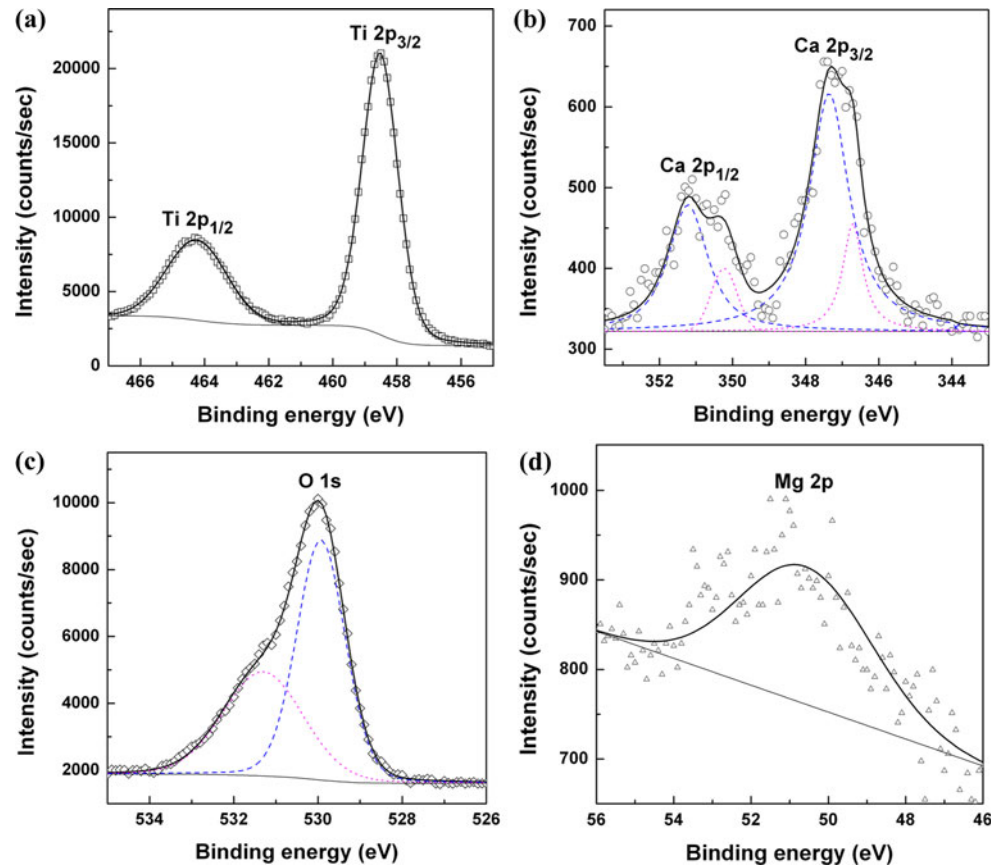 (a)
Ti 2p3/2
Ti 2p1/2
Intensity (counts/sec)
20000
15000
10000
5000
0
466 464 462 460 458 456
Binding energy (eV)
(b)
Ca 2p3/2
Ca 2p1/2
Intensity (counts/sec)
700
600
500
400
300
352 350 348 346 344
Binding energy (eV)
(c)
O 1s
Intensity (counts/sec)
10000
8000
6000
4000
2000
534 532 530 528 526
Binding energy (eV)
(d)
Mg 2p
Intensity (counts/sec)
1000
900
800
700
56 54 52 50 48 46
Binding energy (eV)